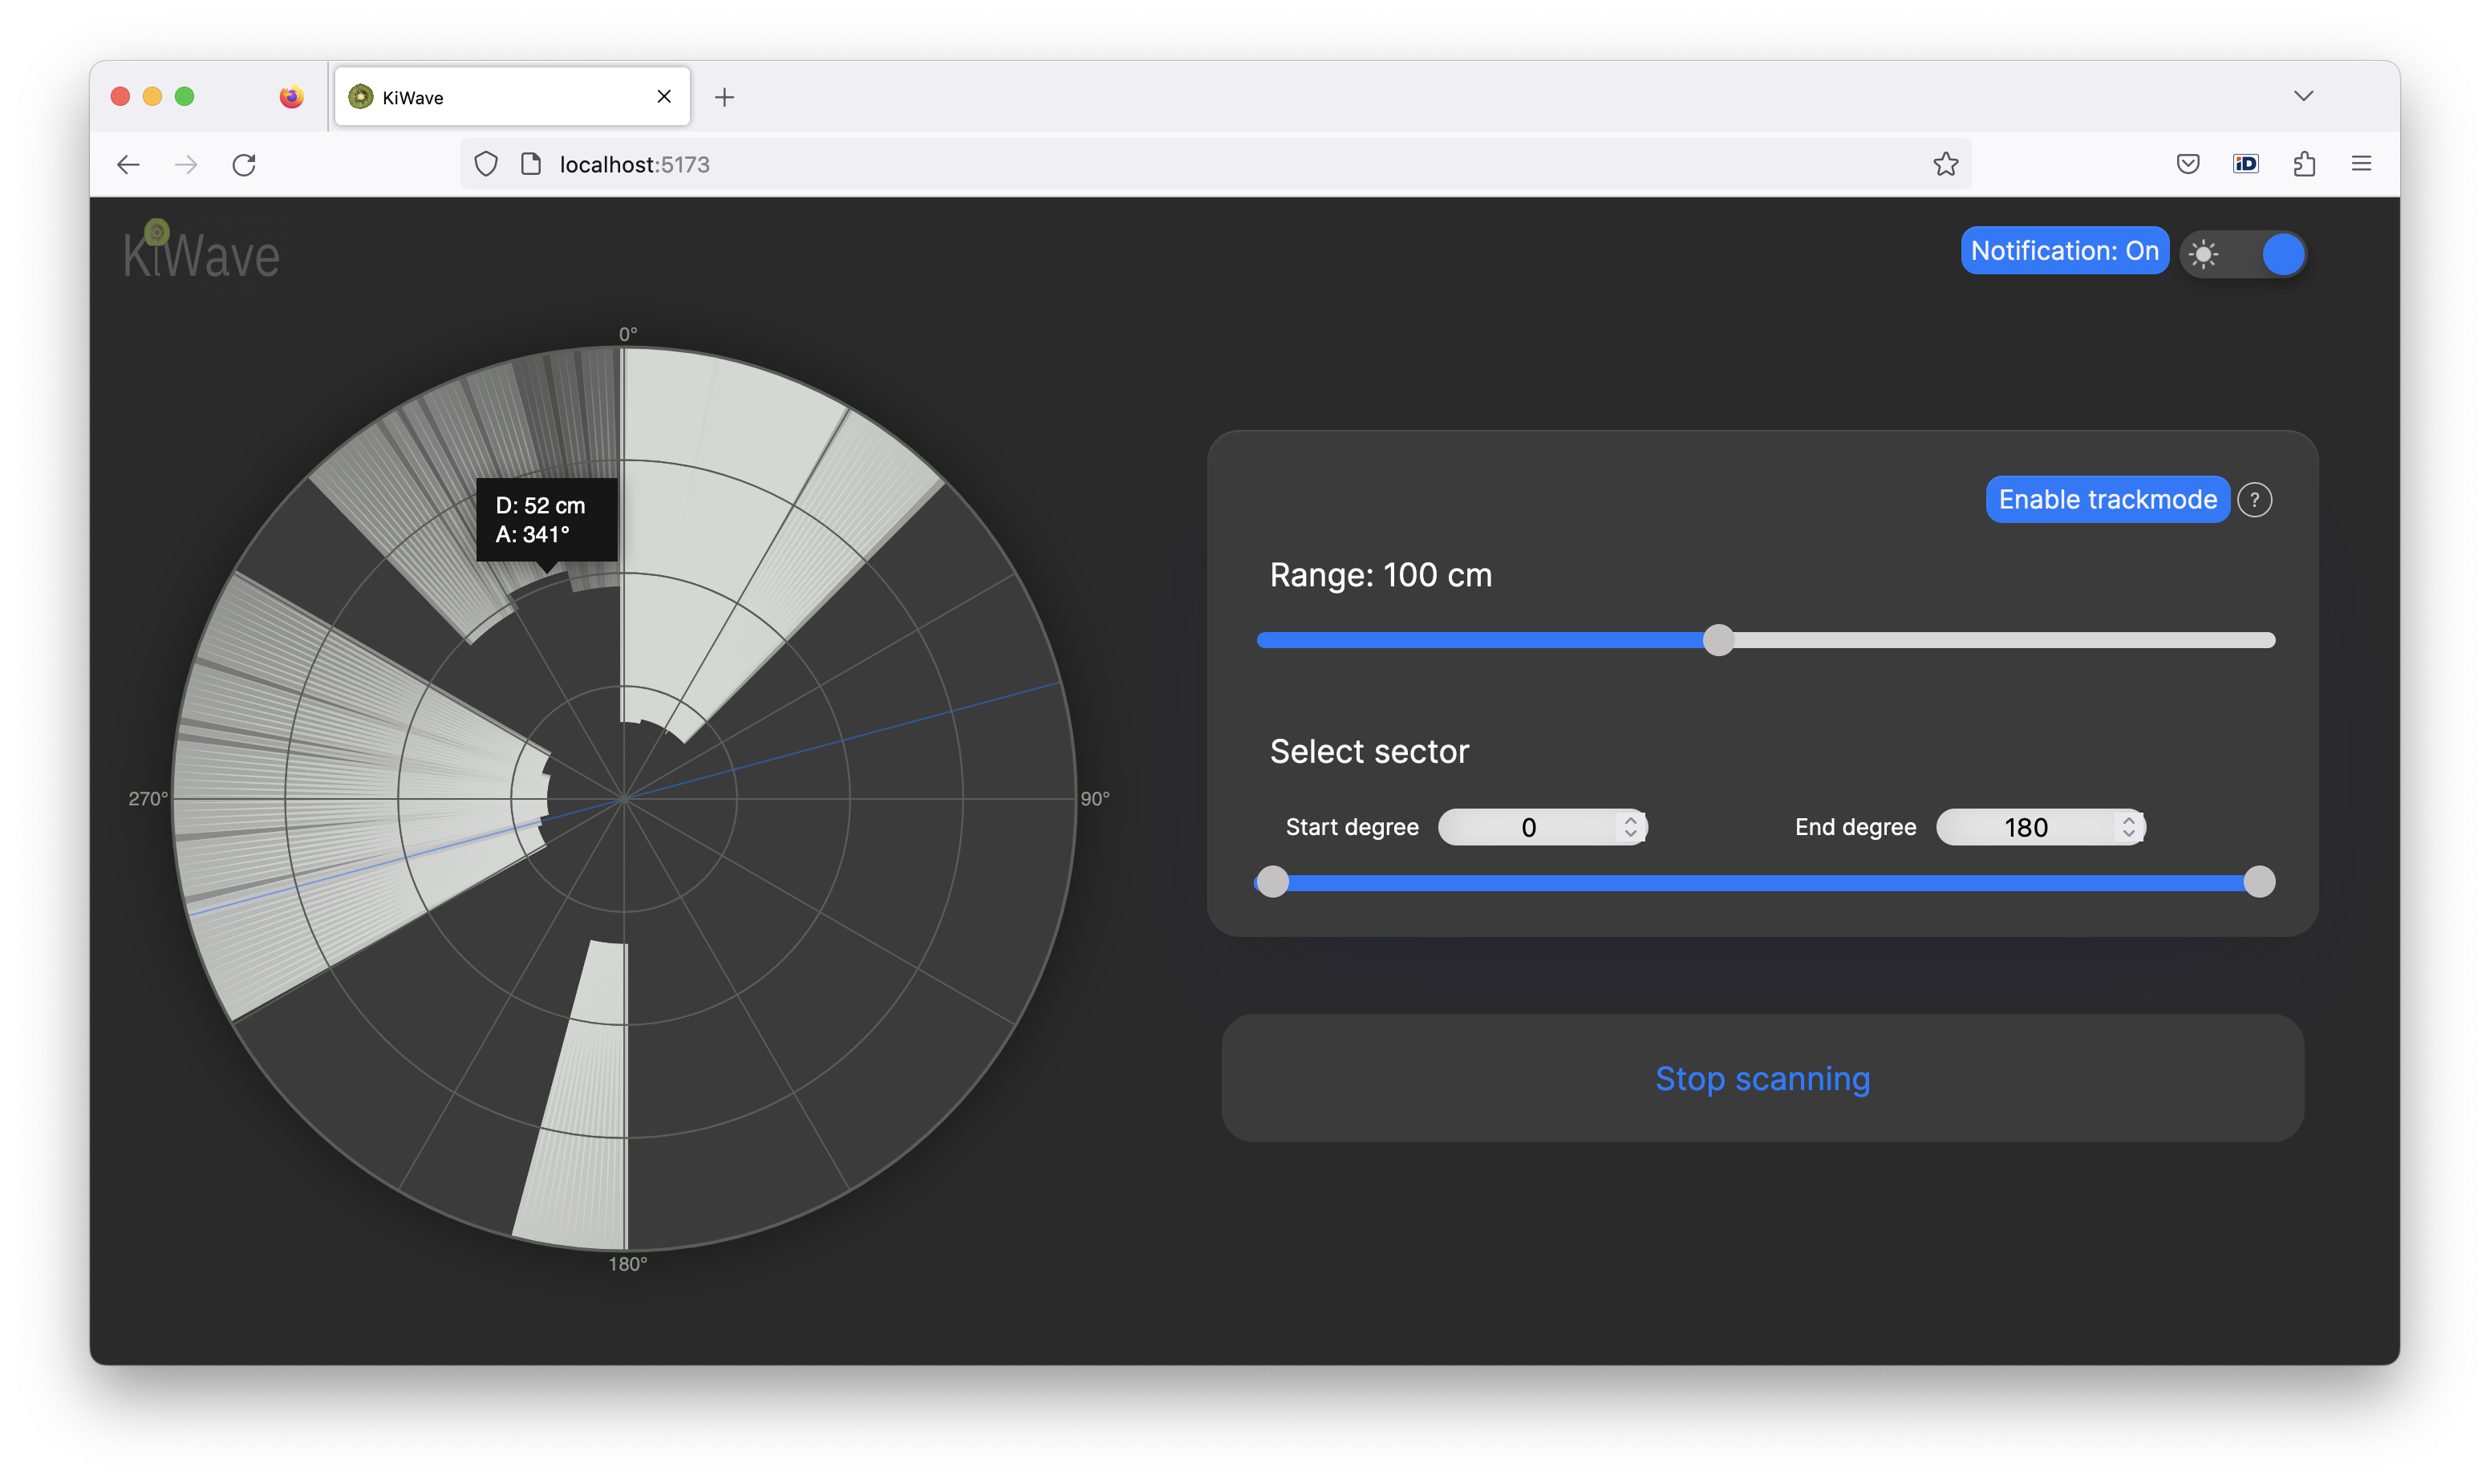 KiWave
localhost:5173
KiWave
Notification: On
0°
D: 52 cm
A: 341°
270°
90°
180°
Enable trackmode ?
Range: 100 cm
Select sector
Start degree 0 End degree 180
Stop scanning
iD